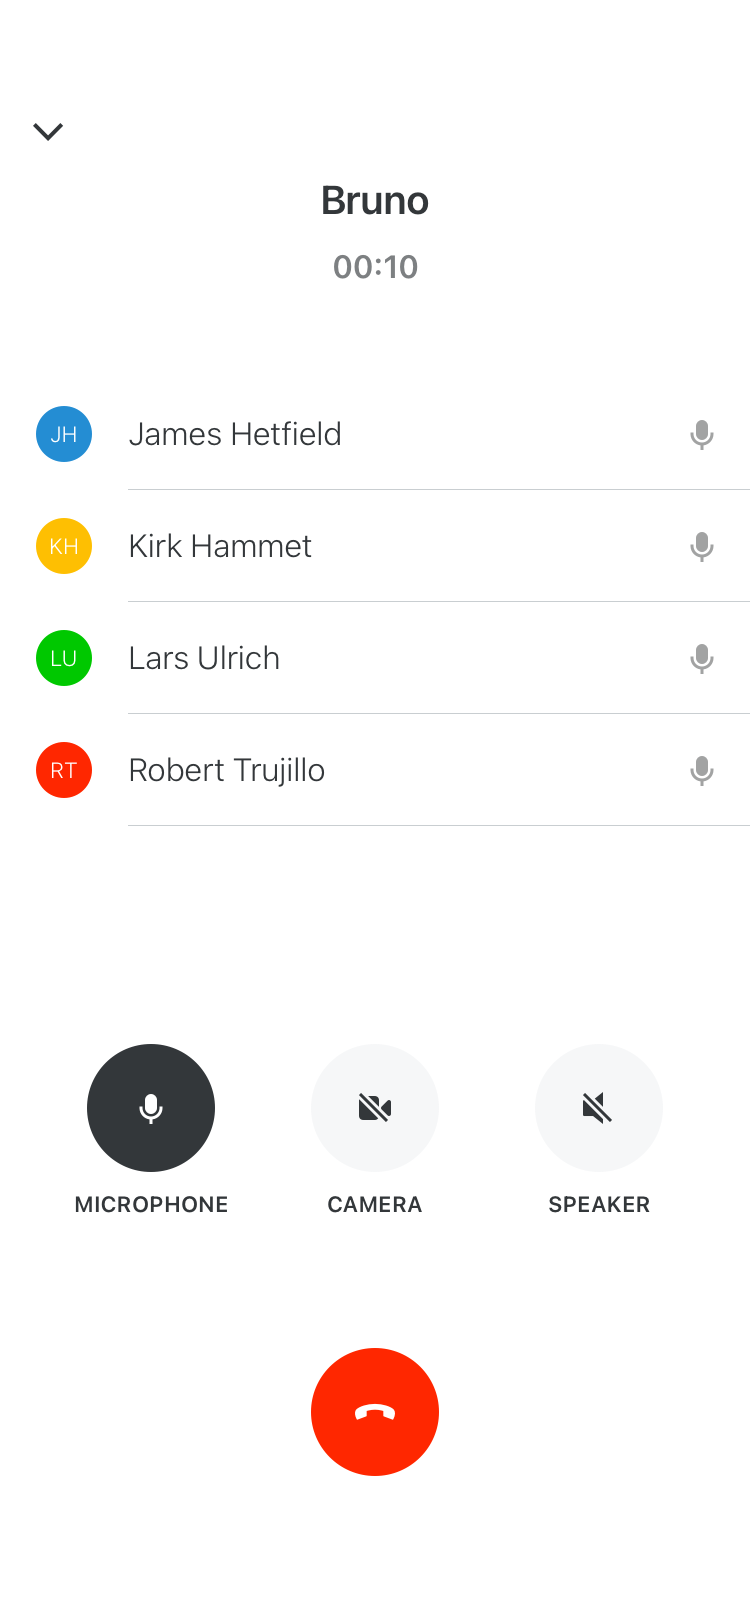 Bruno
00:10
JH James Hetfield
KH Kirk Hammet
LU Lars Ulrich
RT Robert Trujillo
MICROPHONE CAMERA SPEAKER